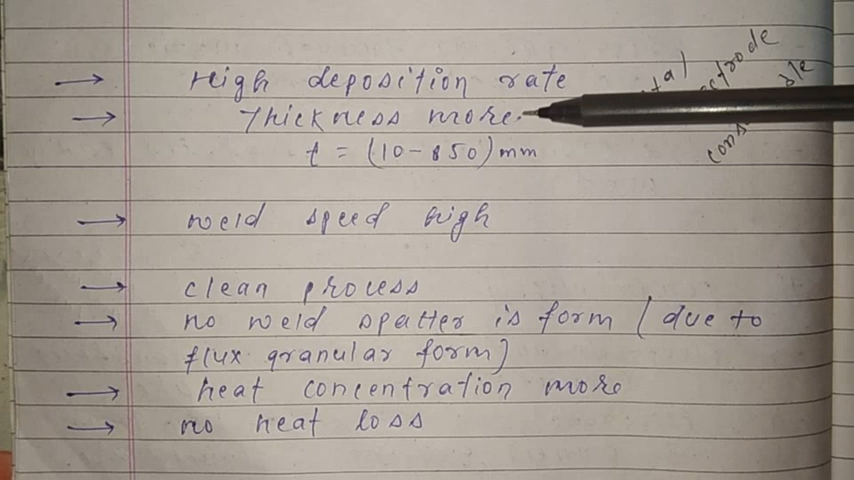 → High deposition rate
→ Thickness more.
t = (10-150) mm
→ weld speed high
→ clean process
→ no weld spatter is form (due to
flux granular form)
→ heat concentration more
→ no heat loss